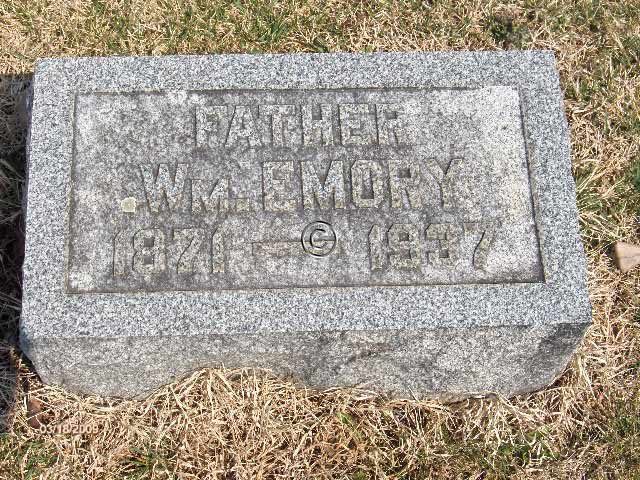 FATHER
WM. EMORY
1871 — © 1937
03/18/2009